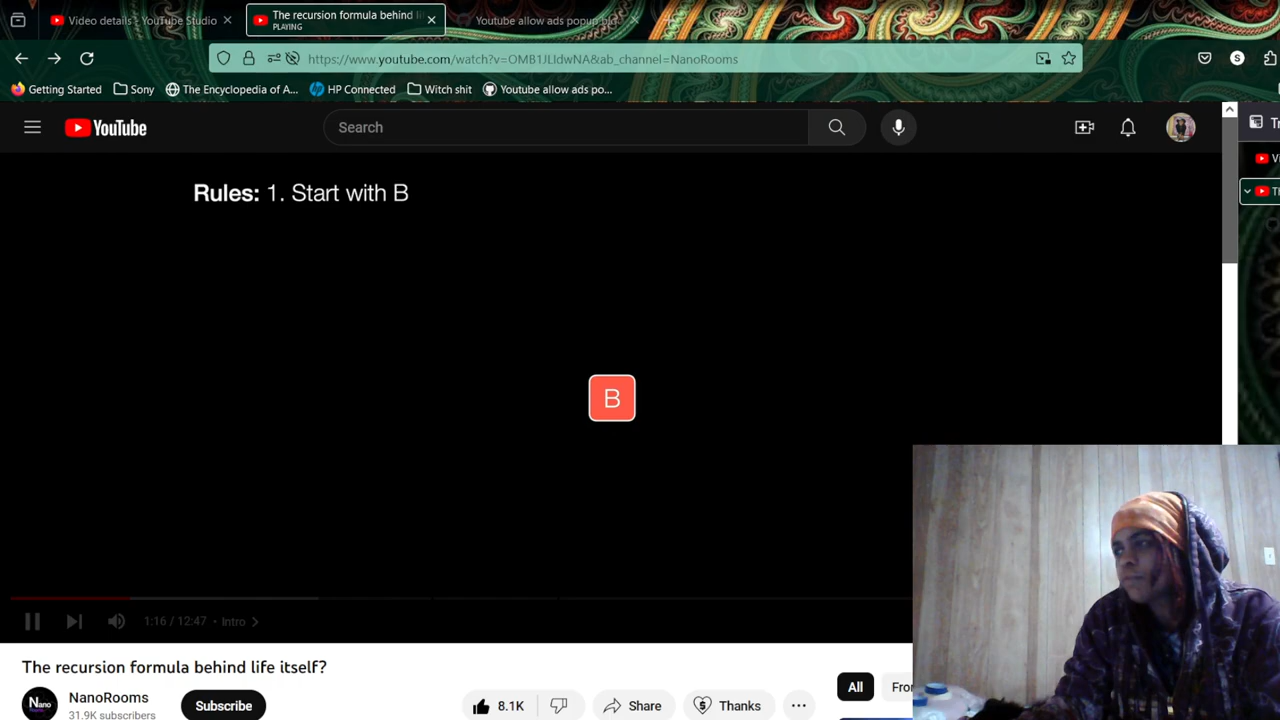 Video details - YouTube Studio
The recursion formula behind li
PLAYING
Youtube allow ads popup blo
https://www.youtube.com/watch?v=OMB1JLIdwNA&ab_channel=NanoRooms
S
Getting Started
Sony
The Encyclopedia of A...
HP Connected
Witch shit
Youtube allow ads po...
YouTube
Search
Rules: 1. Start with B
B
1:16 / 12:47 • Intro
The recursion formula behind life itself?
Nano
NanoRooms
31.9K subscribers
Subscribe
8.1K
Share
Thanks
All